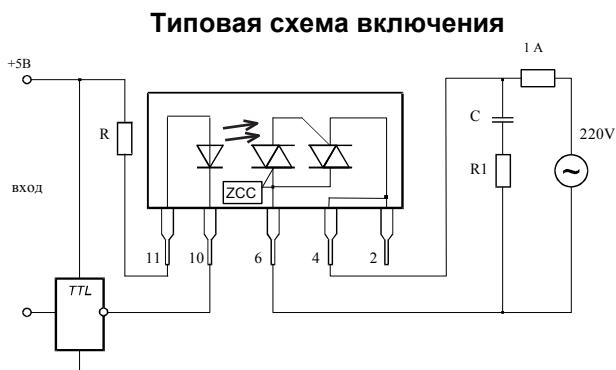 Типовая схема включения
+5В
1 A
R
C
220V
вход
ZCC
R1
11 10 6 4 2
TTL